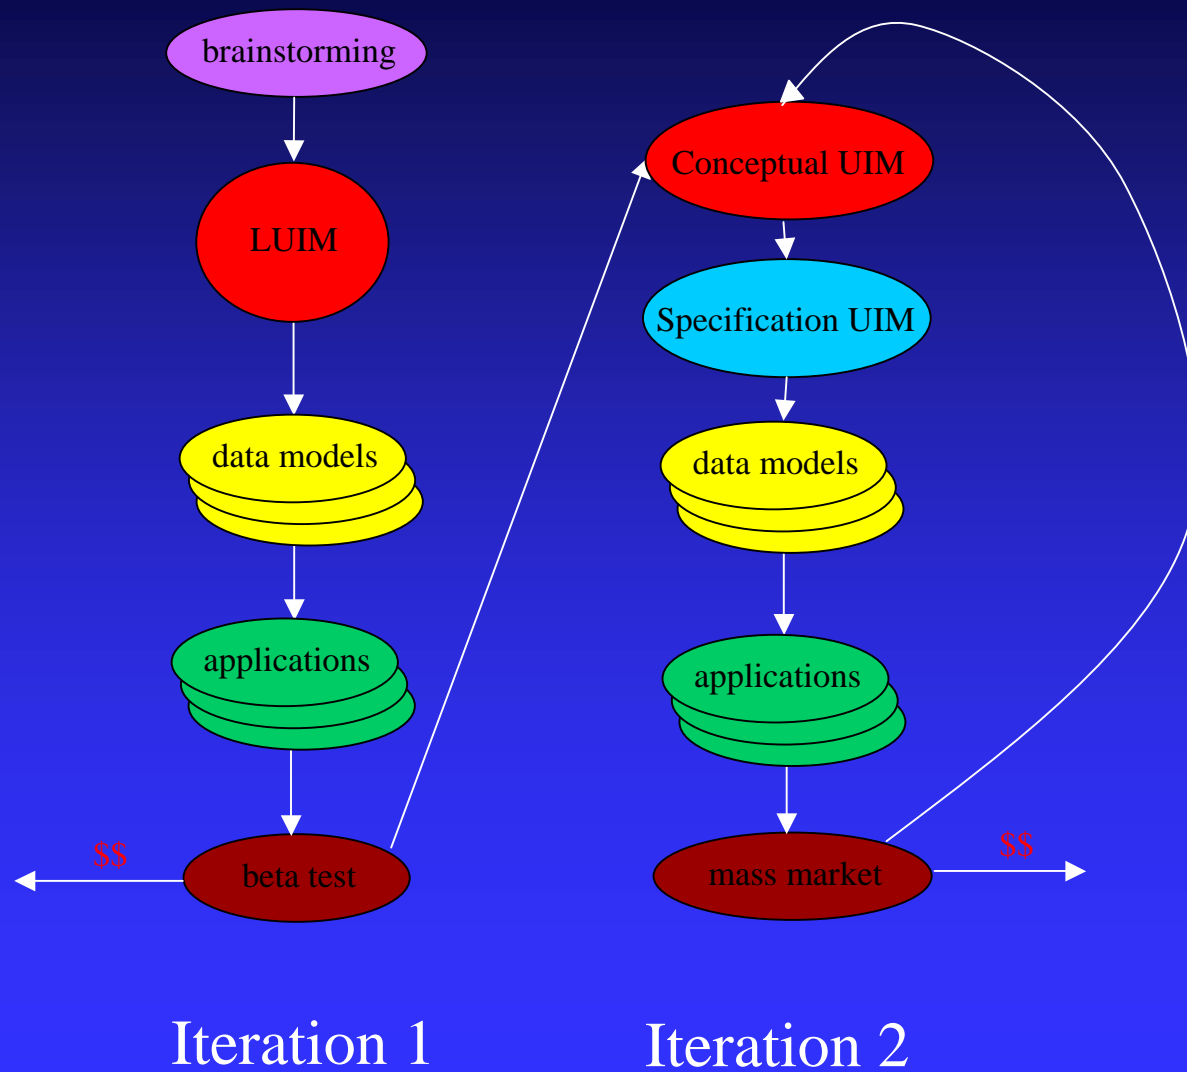 brainstorming
LUIM
data models
applications
$$
beta test
Iteration 1
Conceptual UIM
Specification UIM
data models
applications
$$
mass market
Iteration 2